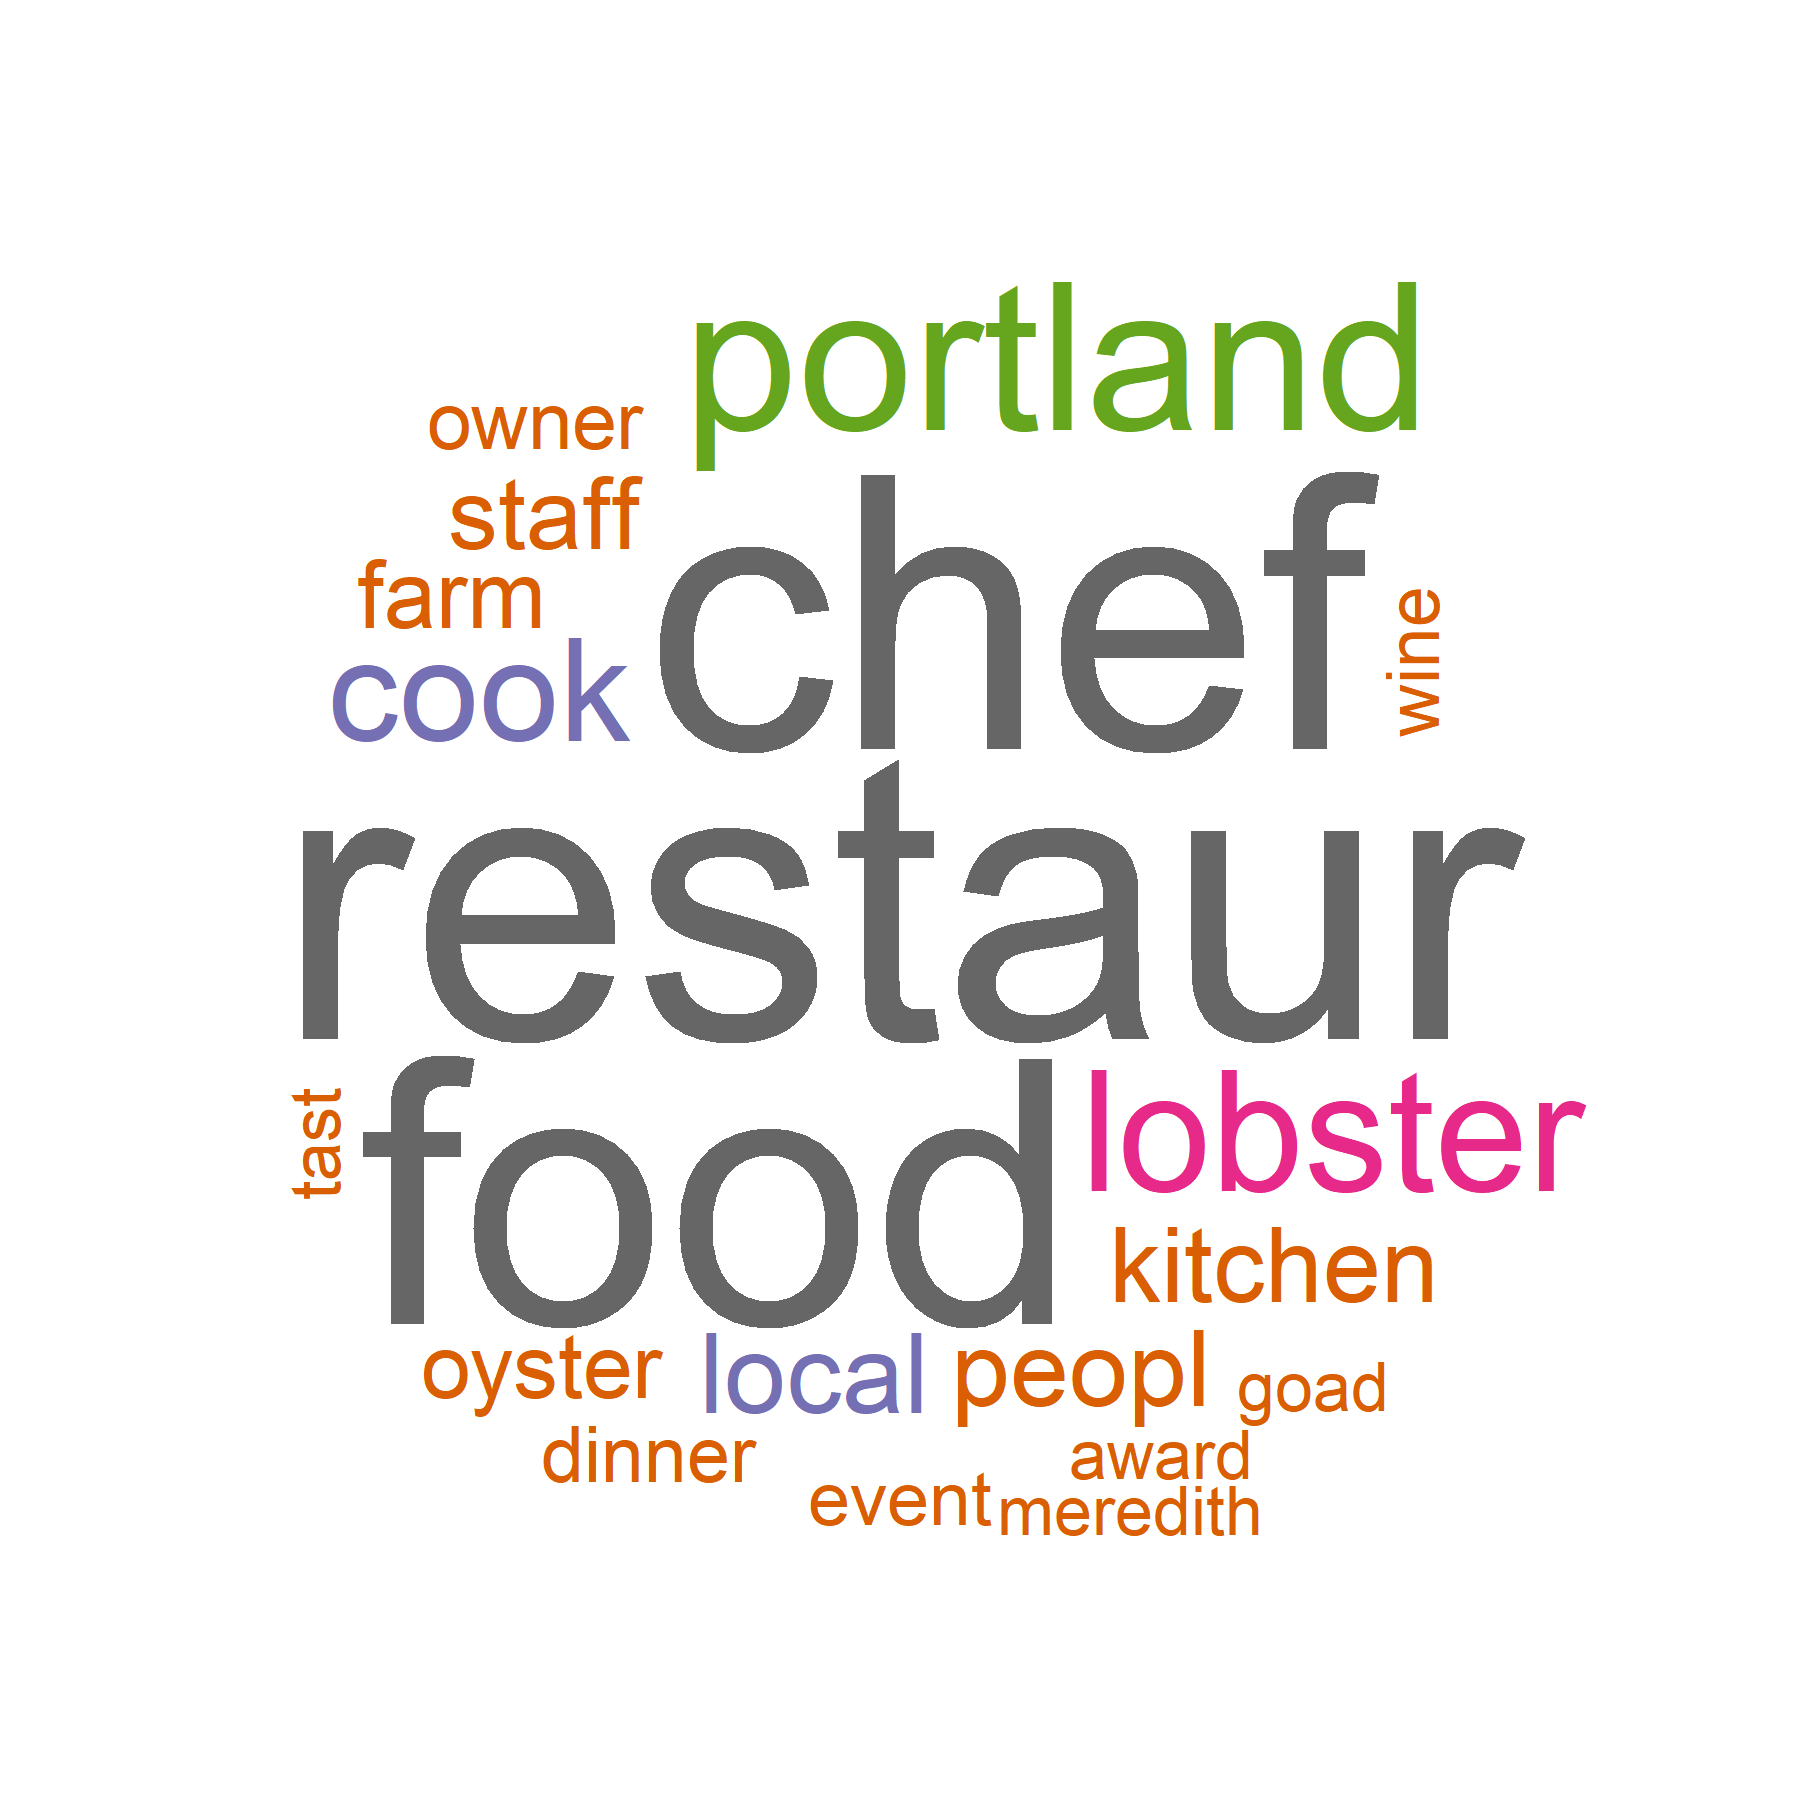 portland
owner
staff
chef
farm
wine
cook
restaur
tast
food
lobster
kitchen
oyster local peopl goad
dinner
award
event
meredith